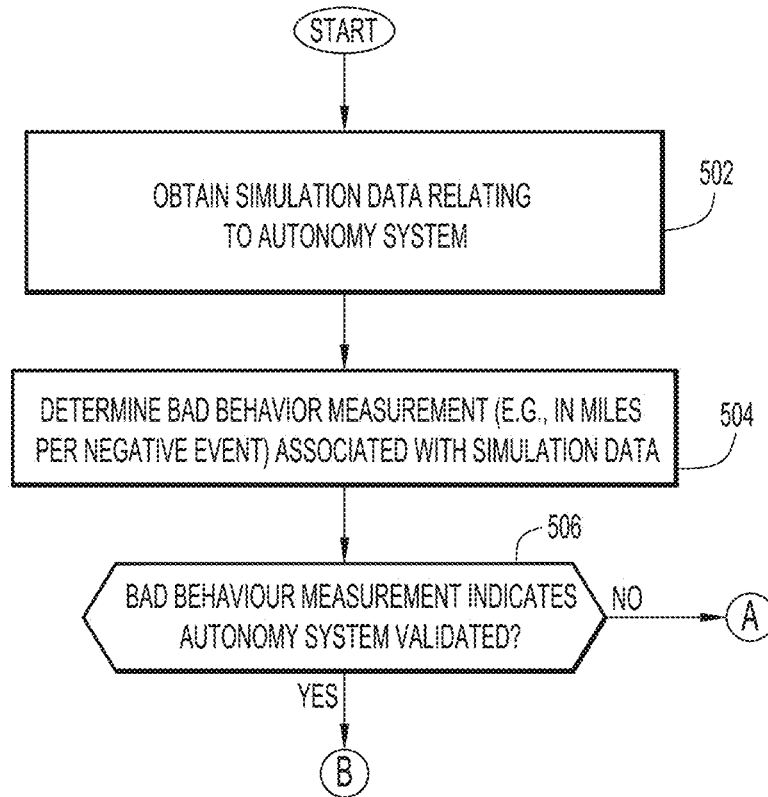 START
OBTAIN SIMULATION DATA RELATING
TO AUTONOMY SYSTEM
502
DETERMINE BAD BEHAVIOR MEASUREMENT (E.G., IN MILES
PER NEGATIVE EVENT) ASSOCIATED WITH SIMULATION DATA
504
506
BAD BEHAVIOUR MEASUREMENT INDICATES
AUTONOMY SYSTEM VALIDATED?
NO
A
YES
B